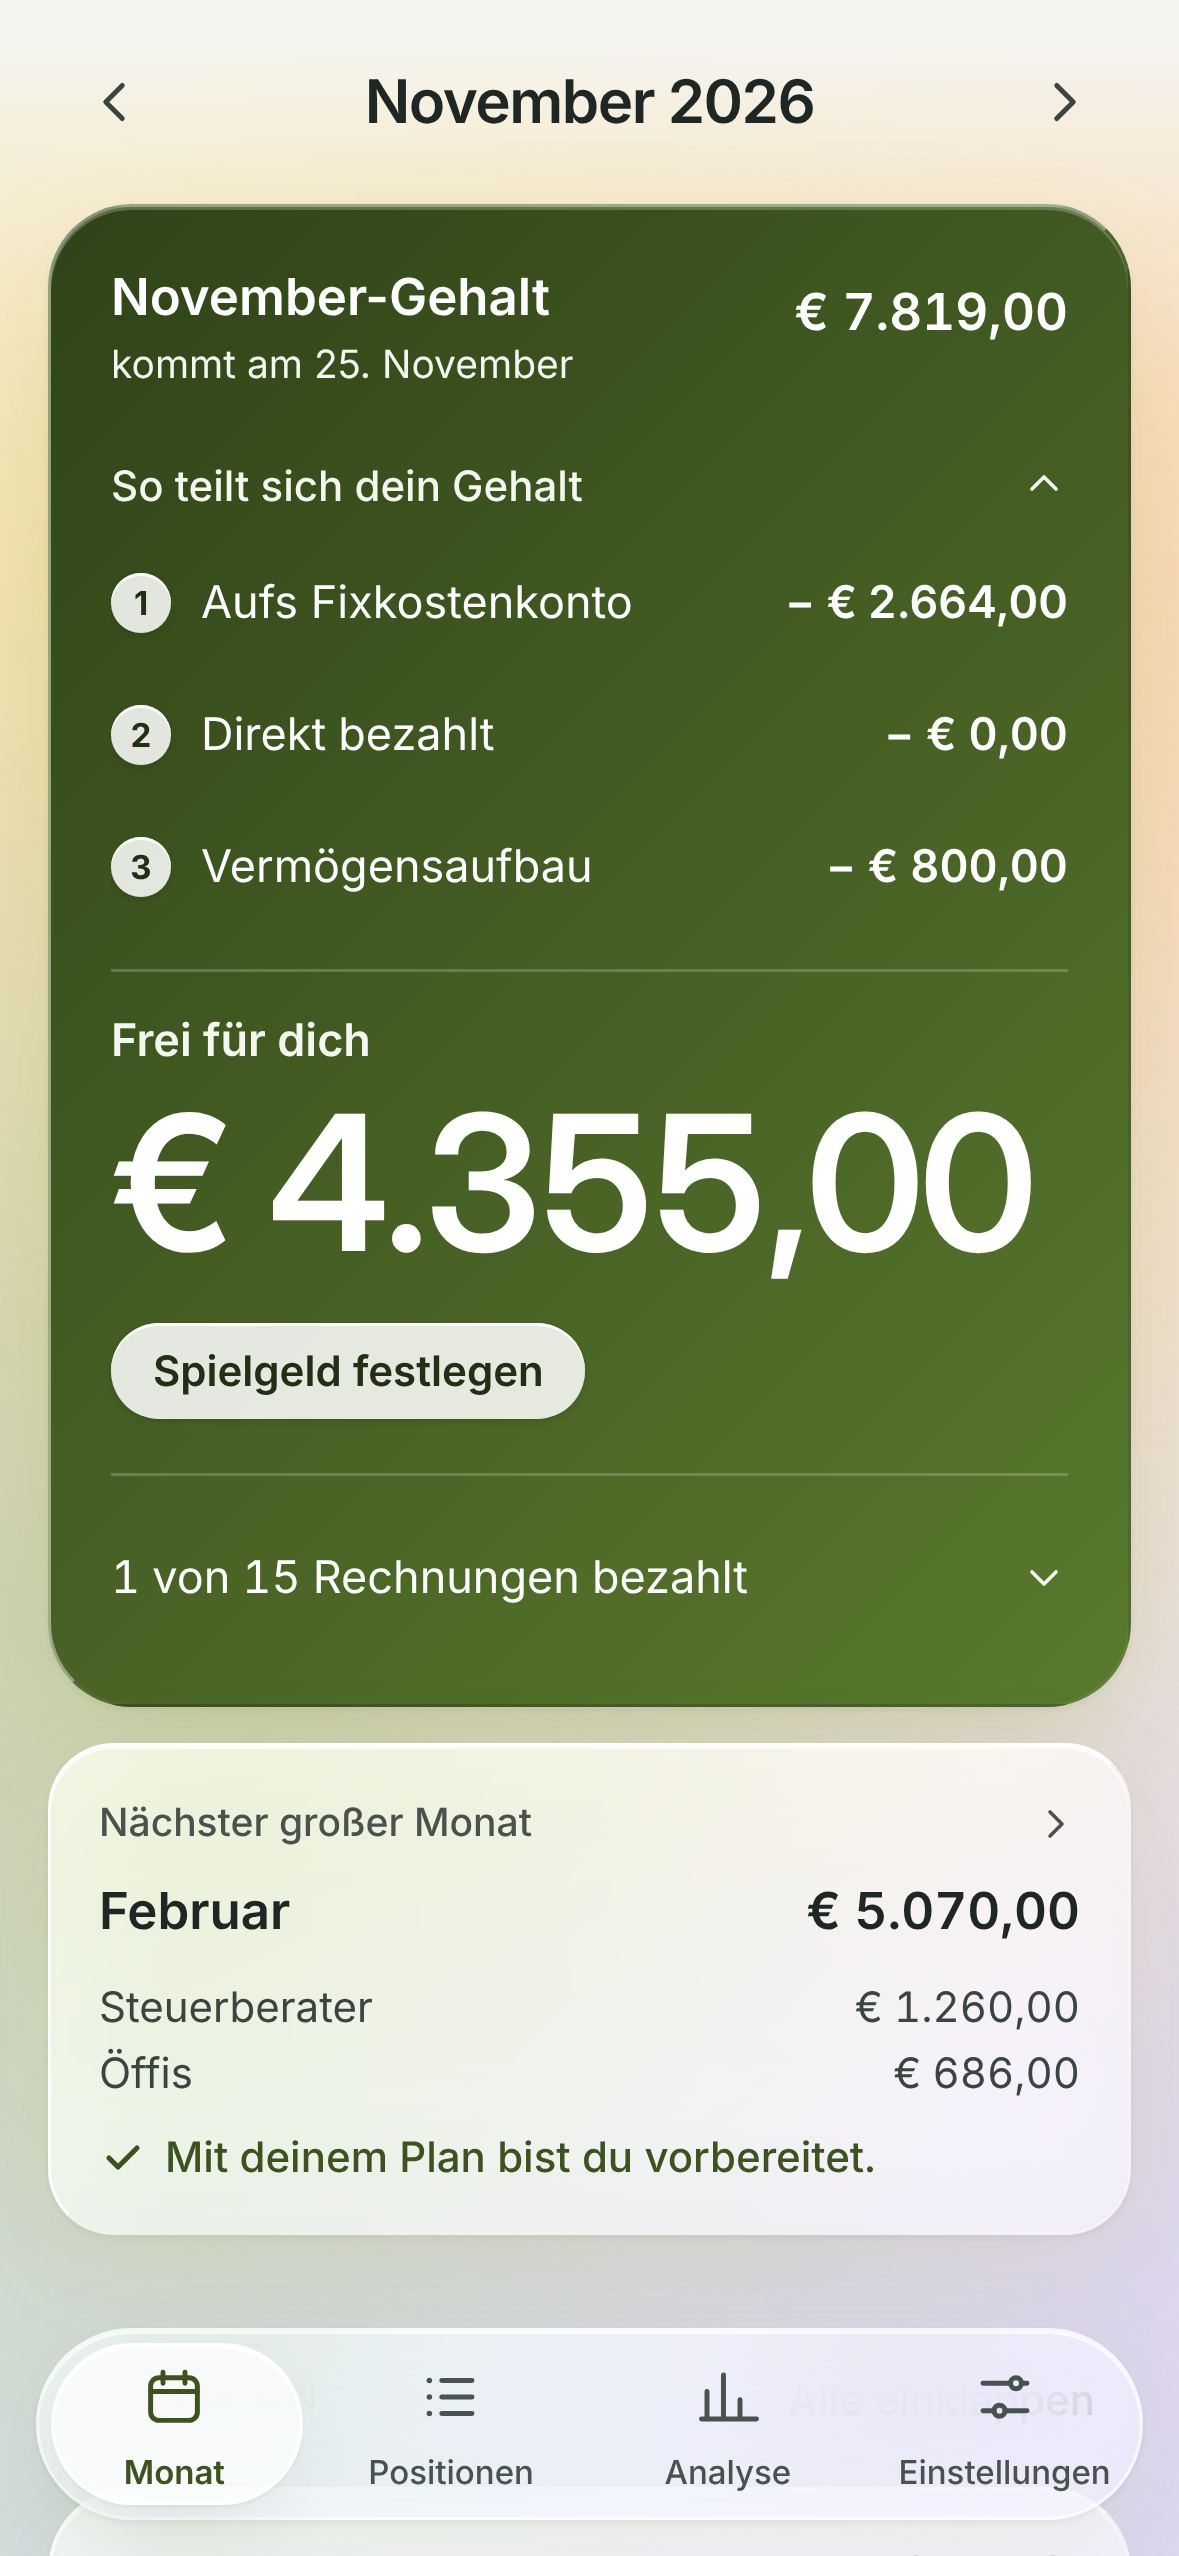 November 2026
November-Gehalt
€ 7.819,00
kommt am 25. November
So teilt sich dein Gehalt
1 Aufs Fixkostenkonto – € 2.664,00
2 Direkt bezahlt – € 0,00
3 Vermögensaufbau – € 800,00
Frei für dich
€ 4.355,00
Spielgeld festlegen
1 von 15 Rechnungen bezahlt
Nächster großer Monat
Februar € 5.070,00
Steuerberater € 1.260,00
Öffis € 686,00
Mit deinem Plan bist du vorbereitet.
Alle einklappen
Monat Positionen Analyse Einstellungen